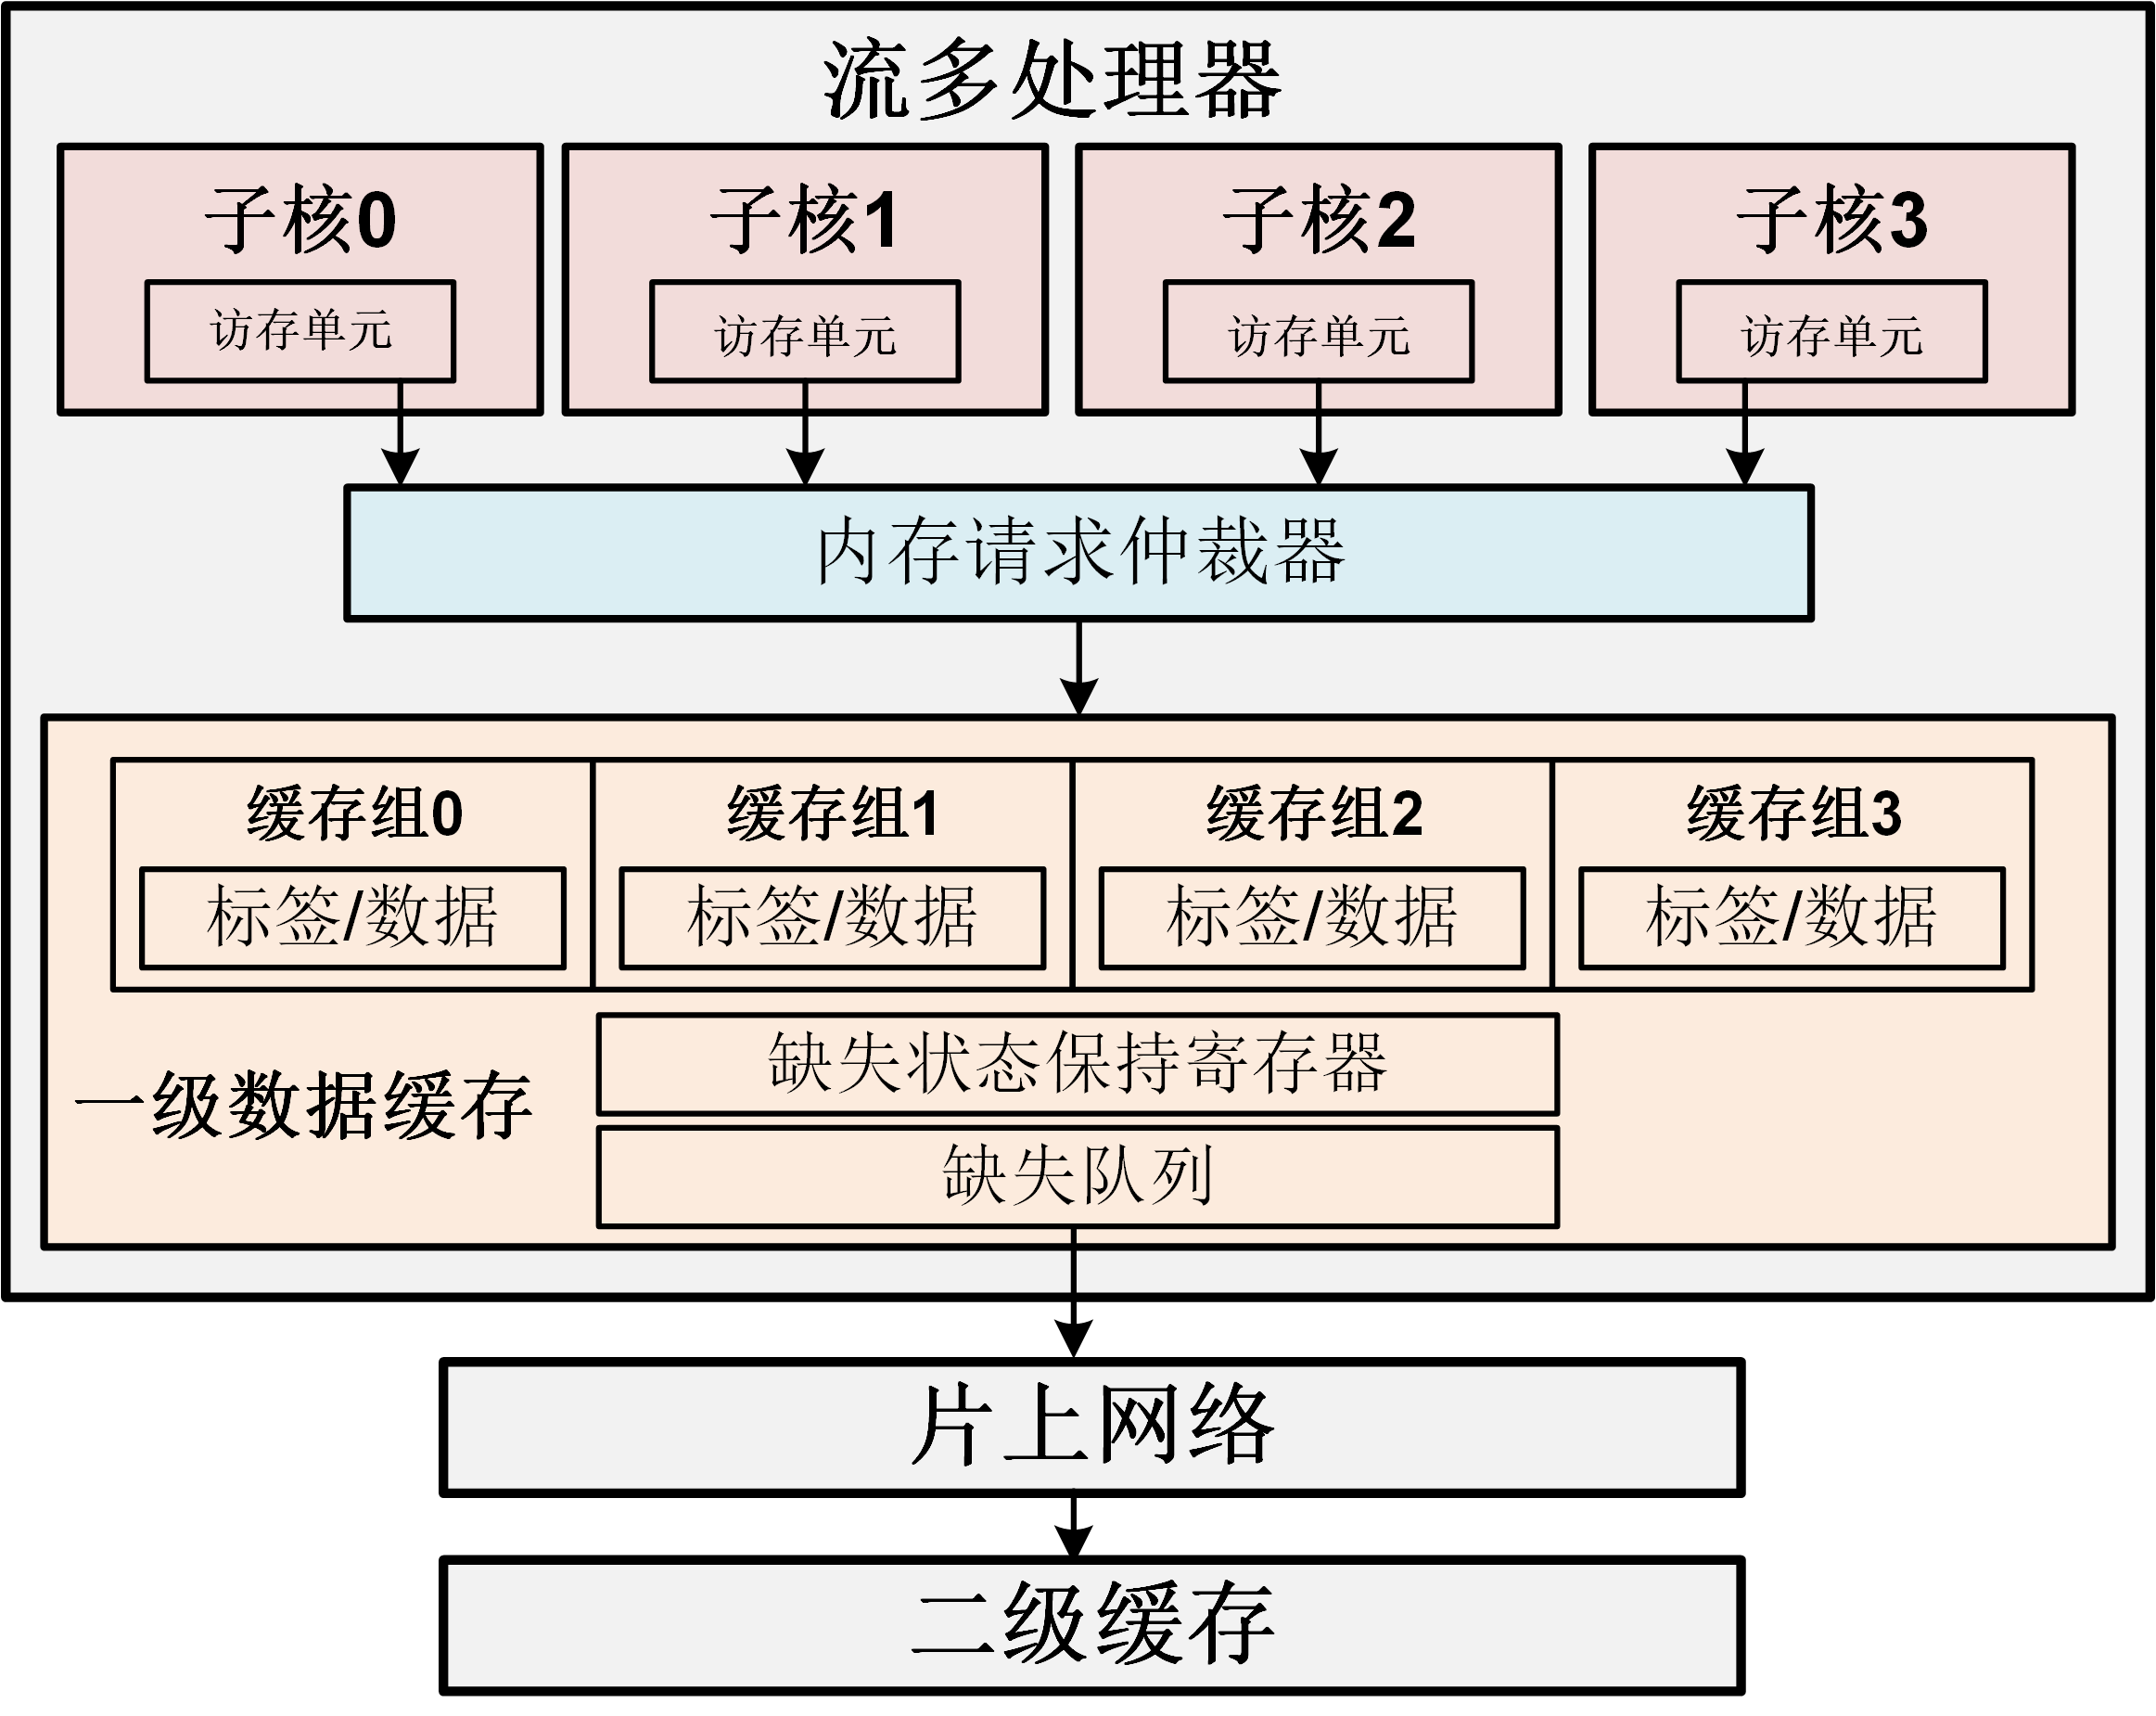 流多处理器
子核0
子核1
子核2
子核3
访存单元
访存单元
访存单元
访存单元
内存请求仲裁器
缓存组0
缓存组1
缓存组2
缓存组3
标签/数据
标签/数据
标签/数据
标签/数据
缺失状态保持寄存器
一级数据缓存
缺失队列
片上网络
二级缓存